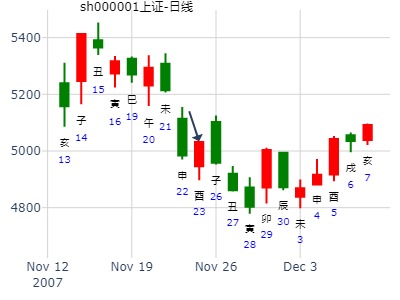 sh000001上证-日线
5400
5200
5000
4800
亥
13
子
14
丑
15
寅
16
巳
19
午
20
未
21
申
22
酉
23
子
26
丑
27
寅
28
卯
29
辰
30
未
3
申
4
酉
5
戌
6
亥
7
Nov 12
2007
Nov 19
Nov 26
Dec 3